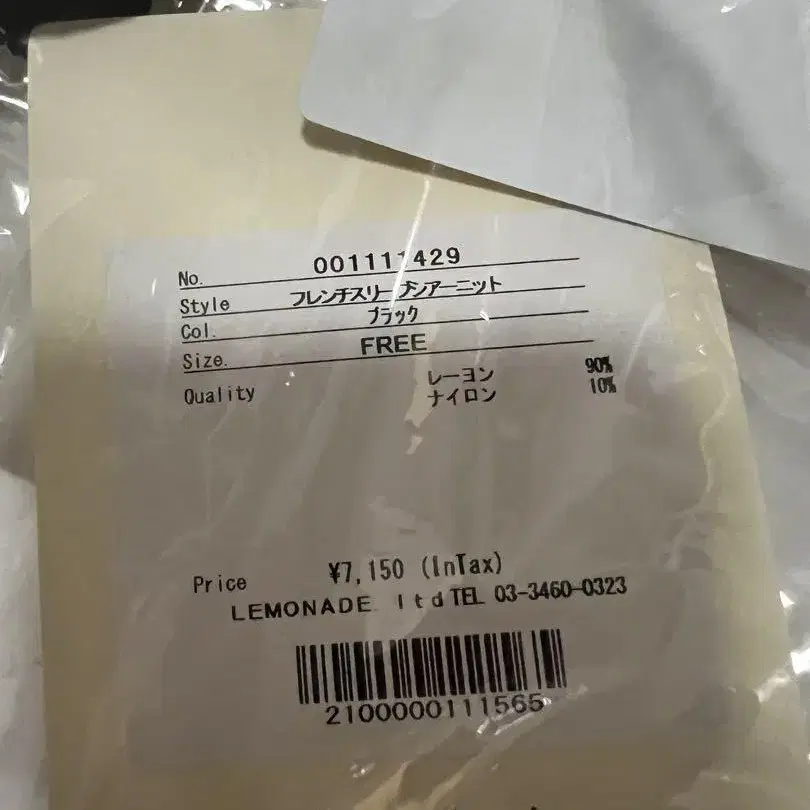 No. 001111429
Style フレンチスリーブシアーニット
Col. ブラック
Size. FREE
Quality レーヨン 90%
ナイロン 10%
Price ¥7,150 (InTax)
LEMONADE ltd TEL 03-3460-0323
2100000111565